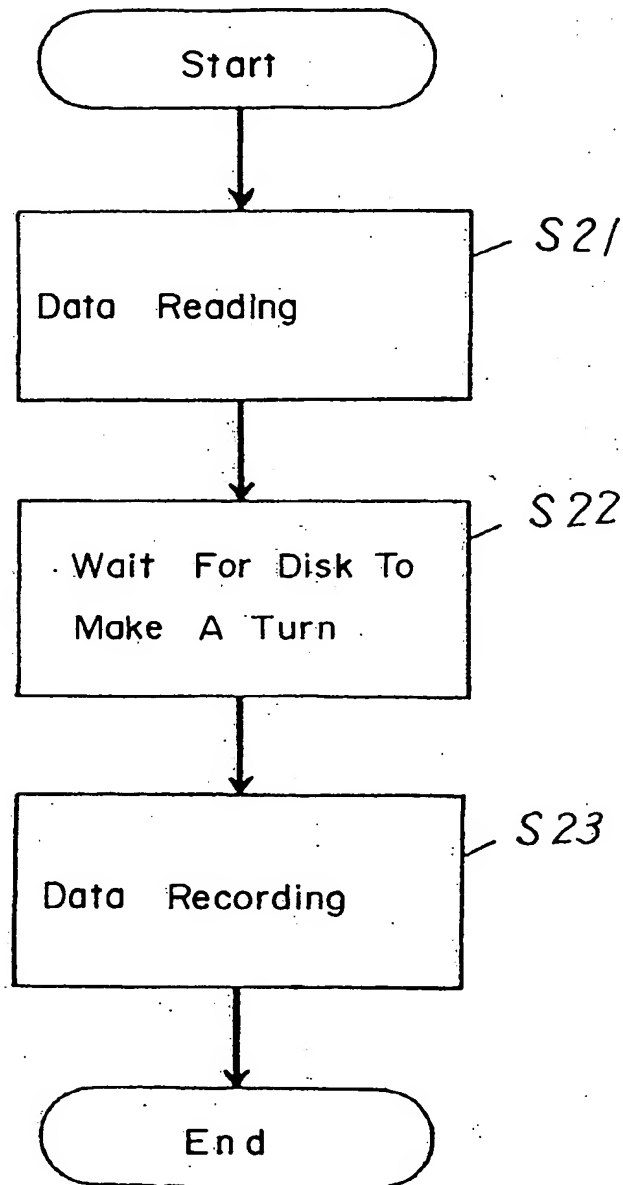 Start
S21
Data Reading
S22
Wait For Disk To
Make A Turn
S23
Data Recording
End